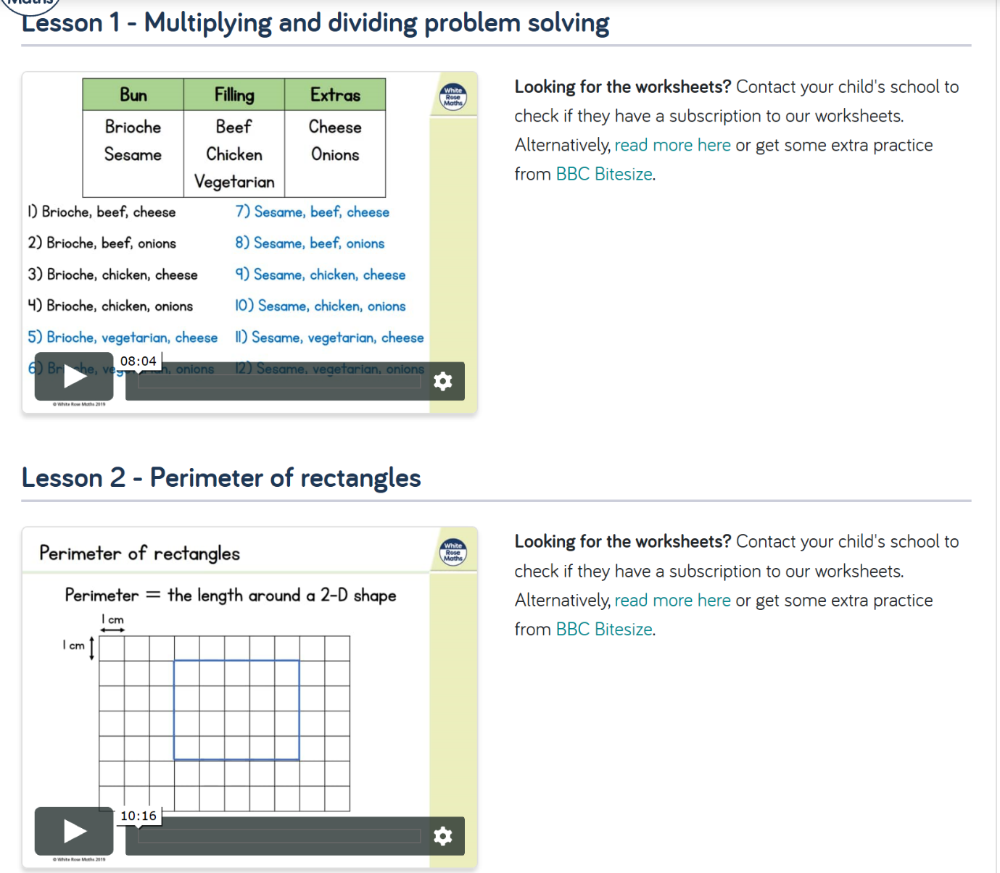 Maths
Lesson 1 - Multiplying and dividing problem solving
Bun Filling Extras
Brioche Beef Cheese
Sesame Chicken Onions
Vegetarian
White
Rose
Maths
1) Brioche, beef, cheese
7) Sesame, beef, cheese
2) Brioche, beef, onions
8) Sesame, beef, onions
3) Brioche, chicken, cheese
9) Sesame, chicken, cheese
4) Brioche, chicken, onions
10) Sesame, chicken, onions
5) Brioche, vegetarian, cheese
11) Sesame, vegetarian, cheese
6) onions
12) Sesame, vegetarian, onions
08:04
© White Rose Maths 2019
Looking for the worksheets? Contact your child's school to
check if they have a subscription to our worksheets.
Alternatively, read more here or get some extra practice
from BBC Bitesize.
Lesson 2 - Perimeter of rectangles
Perimeter of rectangles
White
Rose
Maths
Perimeter = the length around a 2-D shape
1 cm
1 cm
10:16
© White Rose Maths 2019
Looking for the worksheets? Contact your child's school to
check if they have a subscription to our worksheets.
Alternatively, read more here or get some extra practice
from BBC Bitesize.